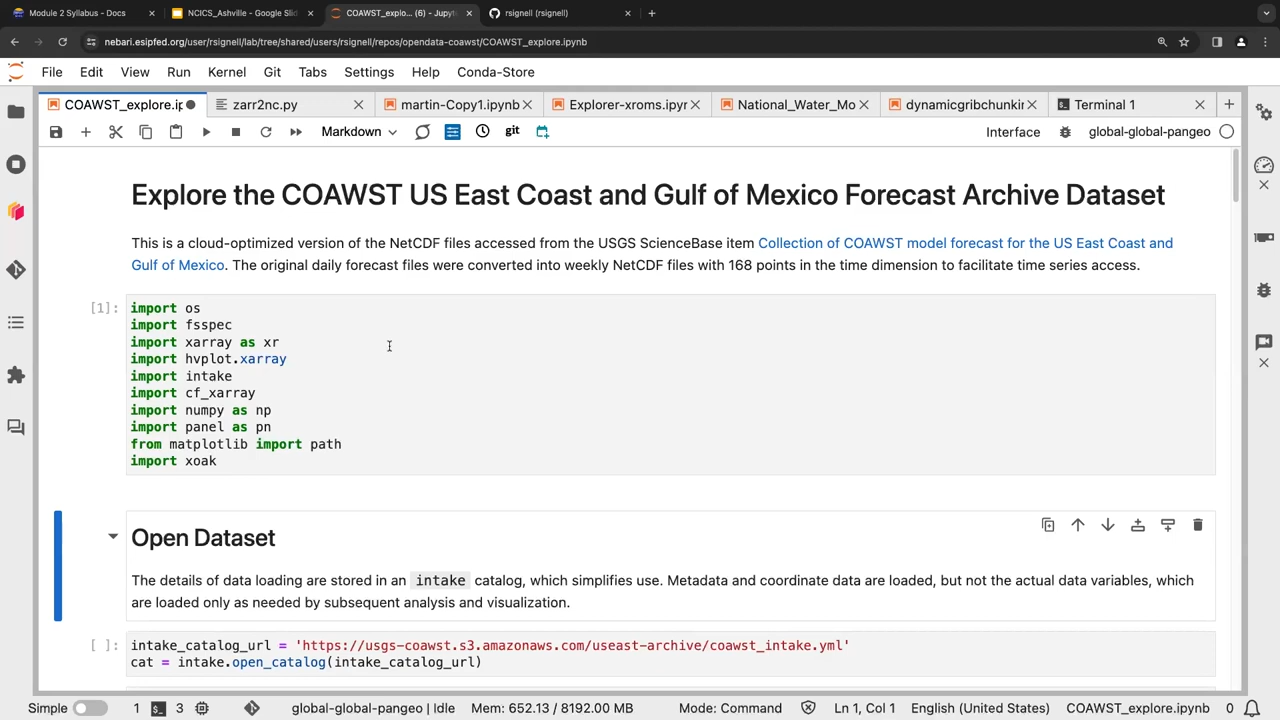 Module 2 Syllabus - Docs
NCICS_Ashville - Google Slid
COAWST_explo... (6) - Jupyte
rsignell (rsignell)
nebari.esipfed.org/user/rsignell/lab/tree/shared/users/rsignell/repos/opendata-coawst/COAWST_explore.ipynb
File Edit View Run Kernel Git Tabs Settings Help Conda-Store
COAWST_explore.ip
zarr2nc.py
martin-Copy1.ipynb
Explorer-xroms.ipyr
National_Water_Mo
dynamicgribchunkin
Terminal 1
Markdown
git
Interface
global-global-pangeo
Explore the COAWST US East Coast and Gulf of Mexico Forecast Archive Dataset
This is a cloud-optimized version of the NetCDF files accessed from the USGS ScienceBase item Collection of COAWST model forecast for the US East Coast and
Gulf of Mexico. The original daily forecast files were converted into weekly NetCDF files with 168 points in the time dimension to facilitate time series access.
[1]: import os
import fsspec
import xarray as xr
import hvplot.xarray
import intake
import cf_xarray
import numpy as np
import panel as pn
from matplotlib import path
import xoak
Open Dataset
The details of data loading are stored in an intake catalog, which simplifies use. Metadata and coordinate data are loaded, but not the actual data variables, which
are loaded only as needed by subsequent analysis and visualization.
[ ]: intake_catalog_url = 'https://usgs-coawst.s3.amazonaws.com/useast-archive/coawst_intake.yml'
cat = intake.open_catalog(intake_catalog_url)
Simple 1 3 global-global-pangeo | Idle Mem: 652.13 / 8192.00 MB Mode: Command Ln 1, Col 1 English (United States) COAWST_explore.ipynb 0